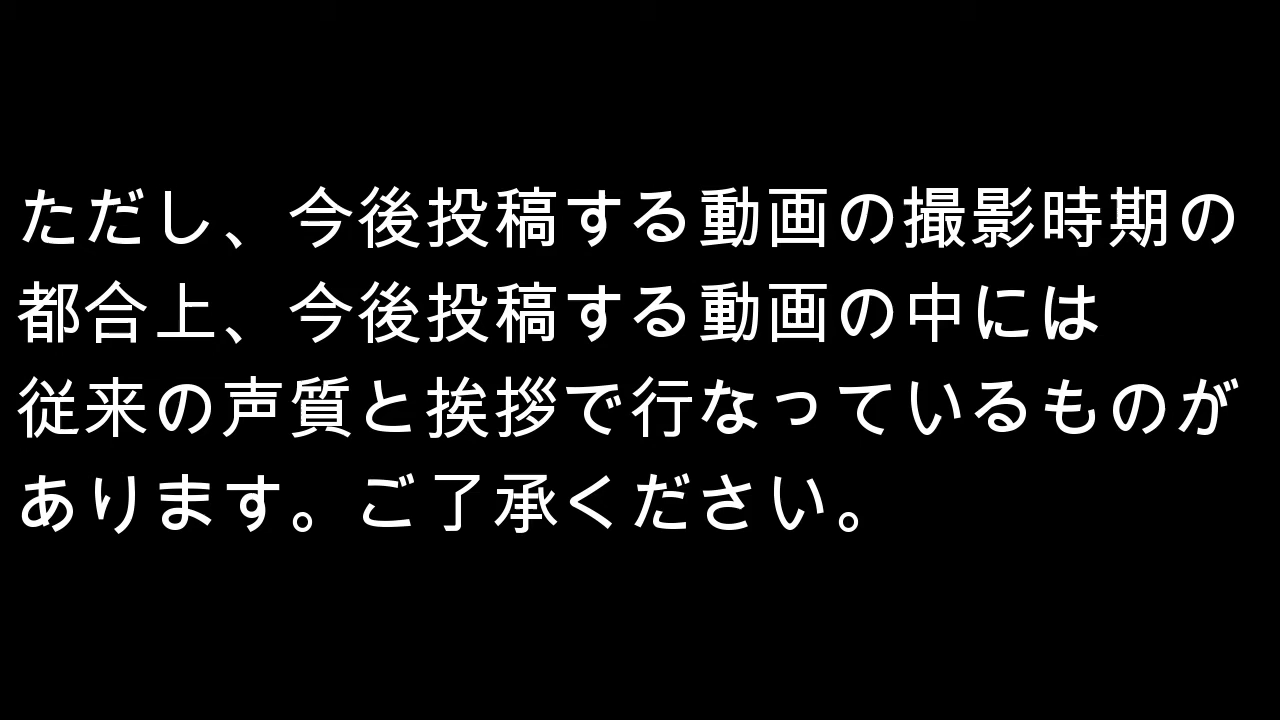 ただし、今後投稿する動画の撮影時期の
都合上、今後投稿する動画の中には
従来の声質と挨拶で行なっているものが
あります。ご了承ください。